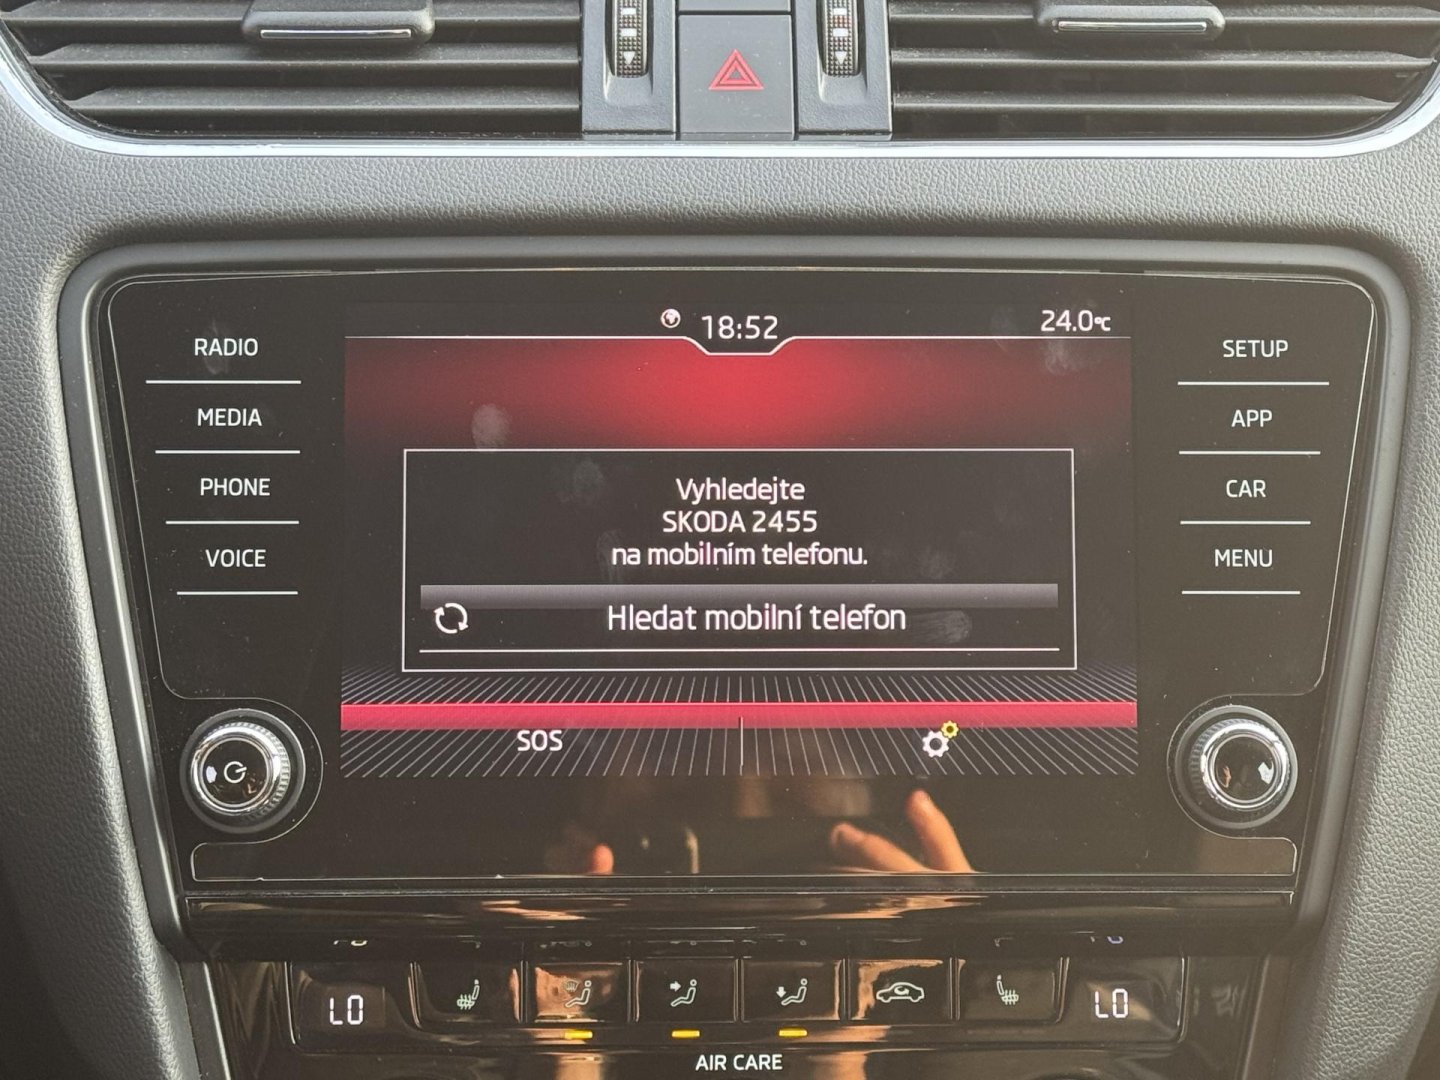 18:52
24.0°C
RADIO
MEDIA
PHONE
VOICE
SETUP
APP
CAR
MENU
Vyhledejte
SKODA 2455
na mobilním telefonu.
Hledat mobilní telefon
SOS
LO
LO
AIR CARE